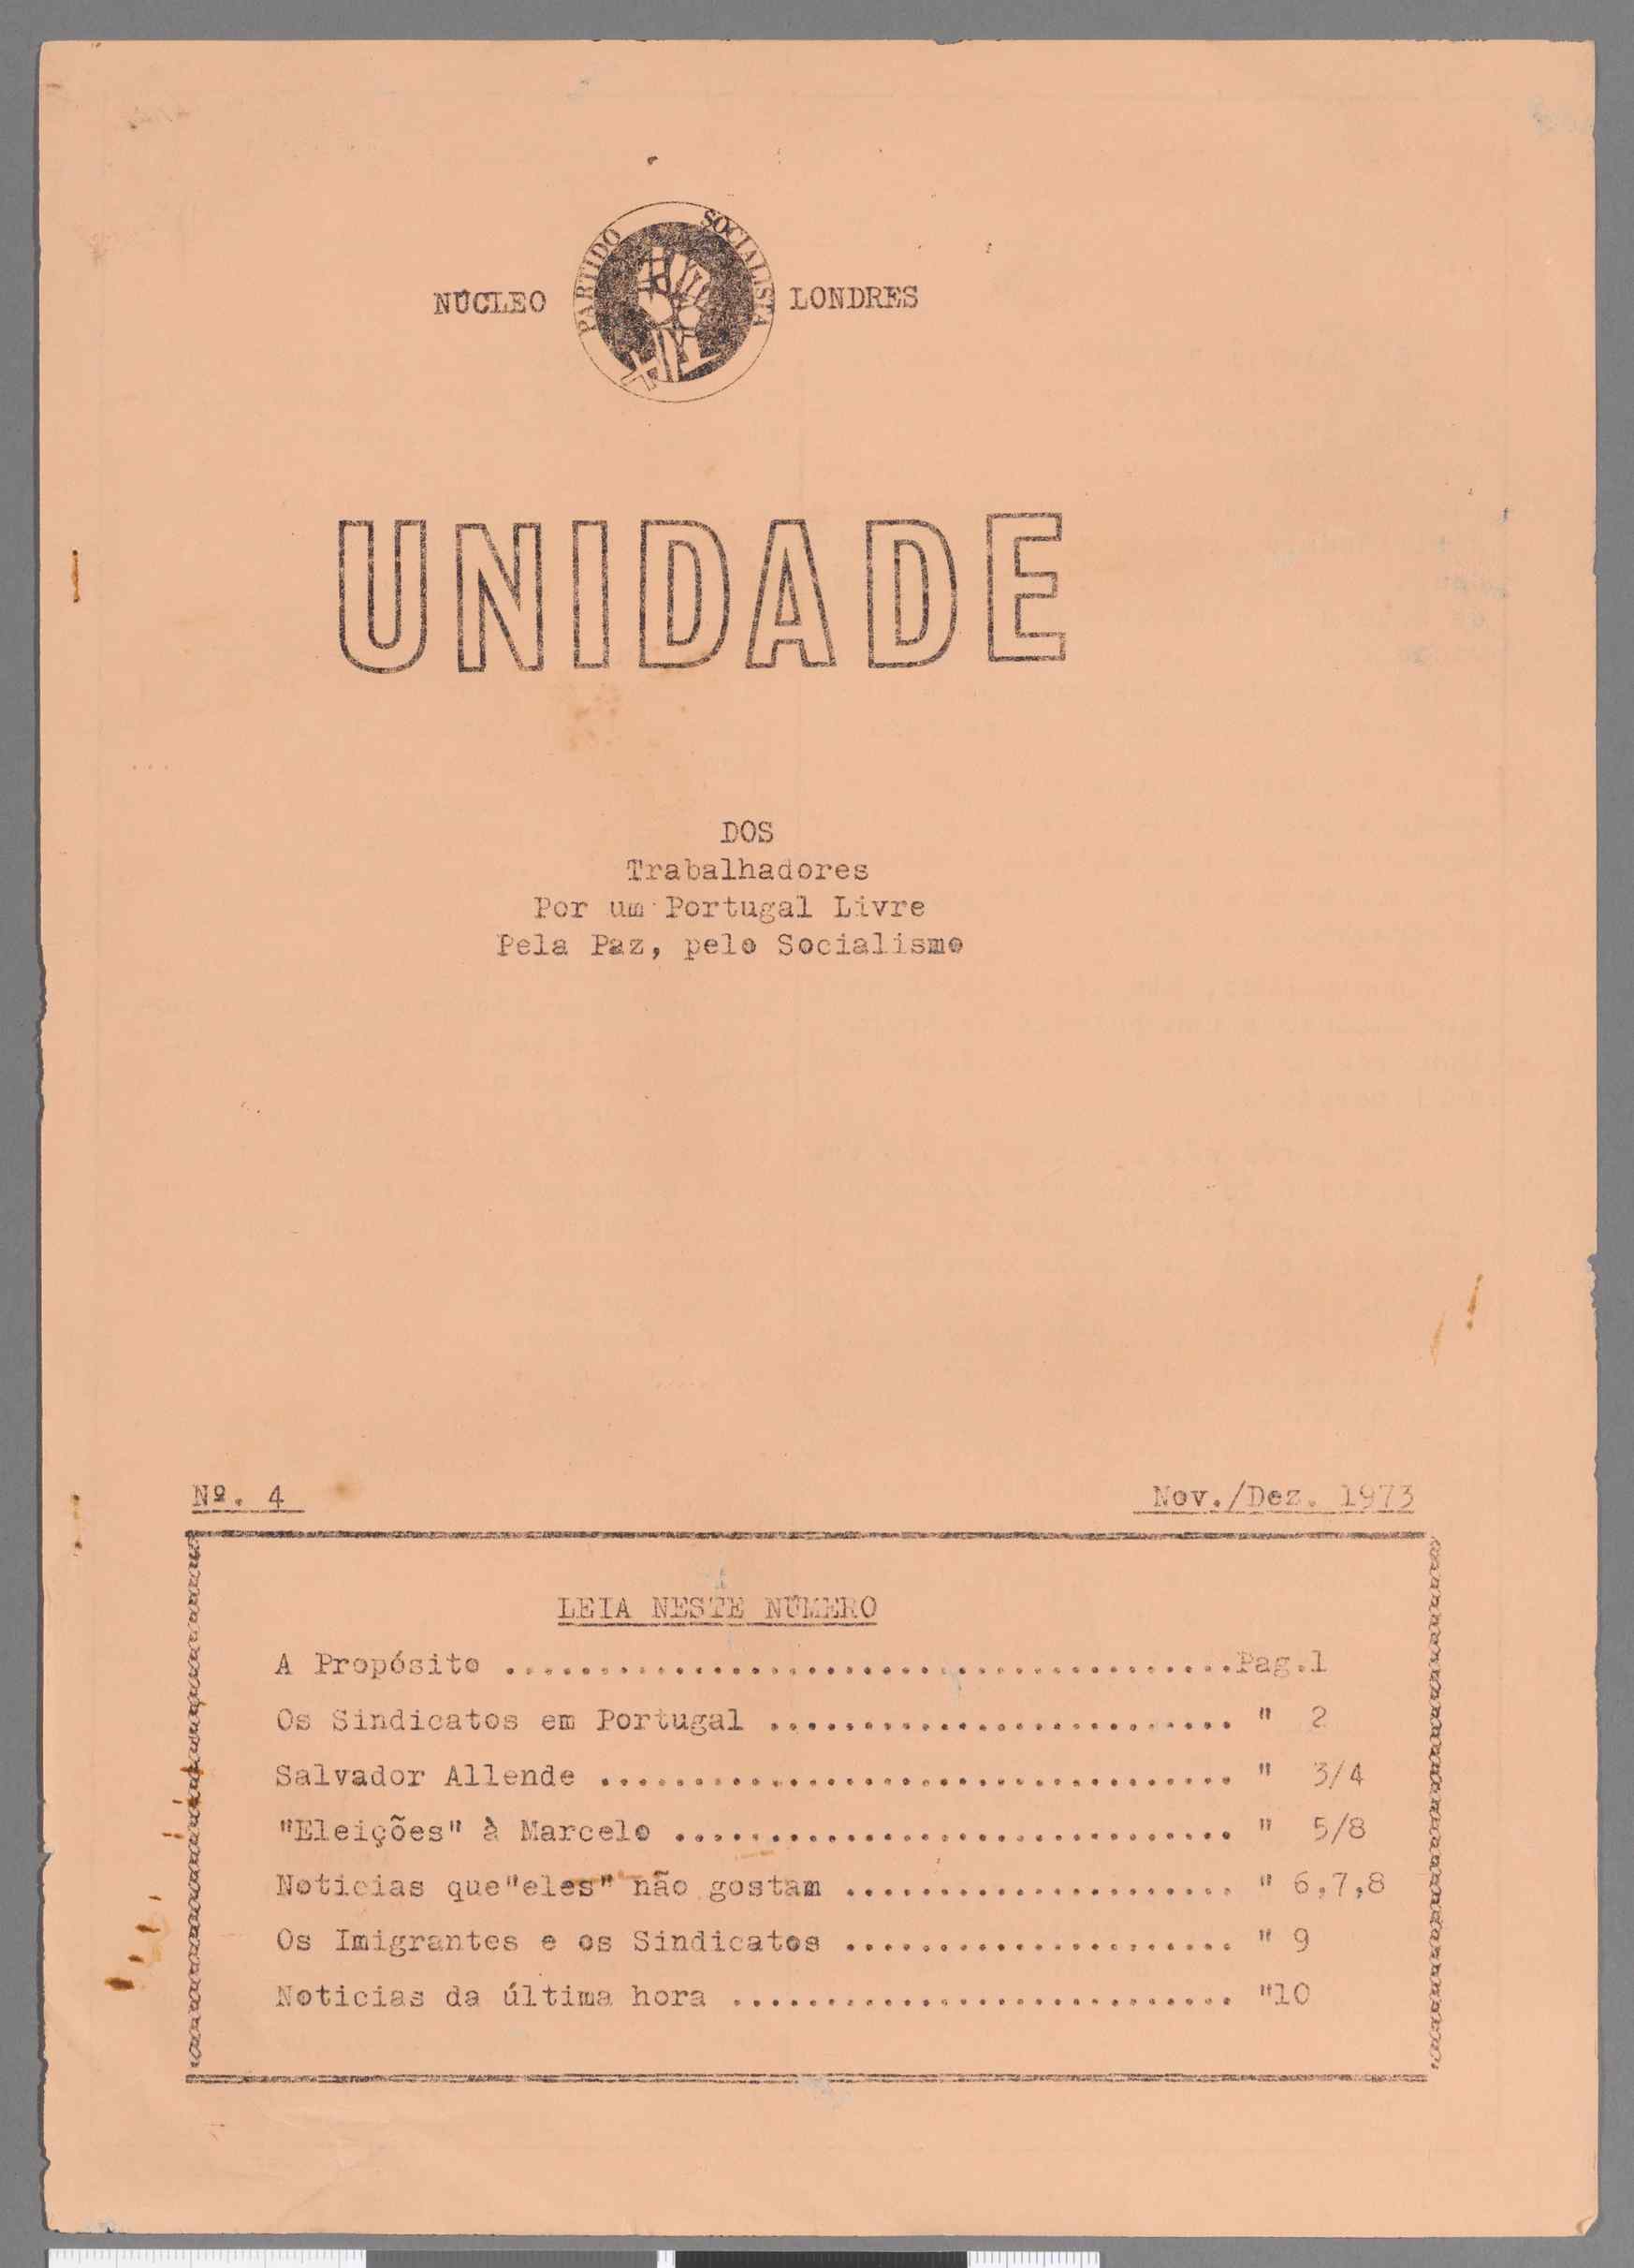 NÚCLEO
PARTIDO SOCIALISTA
LONDRES
UNIDADE
DOS
Trabalhadores
Por um Portugal Livre
Pela Paz, pelo Socialismo
Nº. 4
Nov./Dez. 1973
LEIA NESTE NÚMERO
A Propósito .......................................Pag.1
Os Sindicatos em Portugal ......................... " 2
Salvador Allende .................................. " 3/4
"Eleições" à Marcelo .............................. " 5/8
Noticias que"eles" não gostam ..................... " 6,7,8
Os Imigrantes e os Sindicatos ..................... " 9
Noticias da última hora ........................... "10